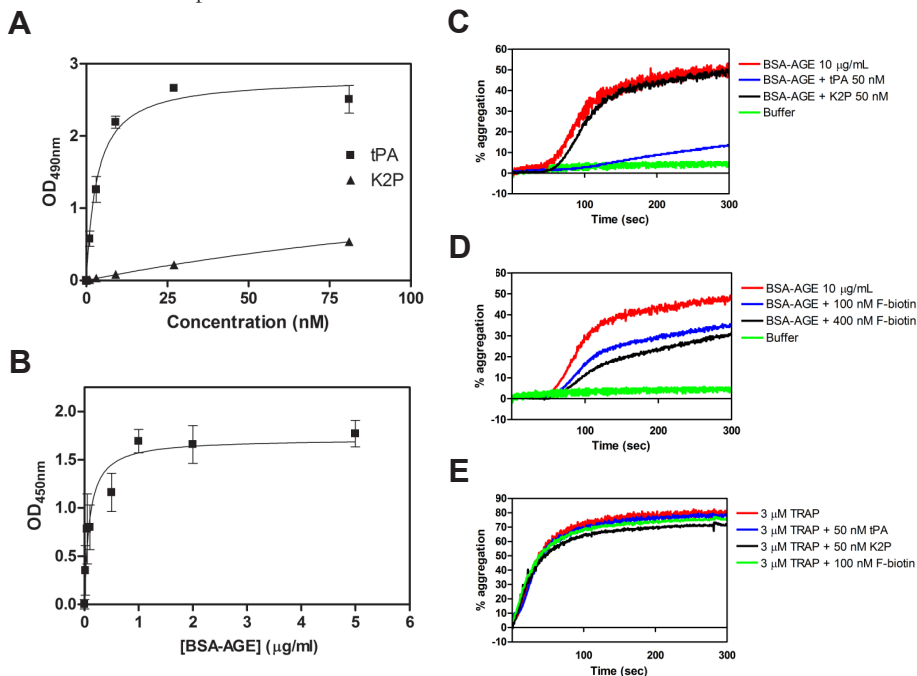 A
OD490nm
3
2
1
0
tPA
K2P
0
25
50
75
100
Concentration (nM)
B
OD450nm
2.0
1.5
1.0
0.5
0.0
0
1
2
3
4
5
6
[BSA-AGE] (μg/ml)
C
% aggregation
60
50
40
30
20
10
0
-10
100
200
300
Time (sec)
BSA-AGE 10 μg/mL
BSA-AGE + tPA 50 nM
BSA-AGE + K2P 50 nM
Buffer
D
% aggregation
60
50
40
30
20
10
0
-10
100
200
300
Time (sec)
BSA-AGE 10 μg/mL
BSA-AGE + 100 nM F-biotin
BSA-AGE + 400 nM F-biotin
Buffer
E
% aggregation
90
80
70
60
50
40
30
20
10
0
-10
100
200
300
Time (sec)
3 μM TRAP
3 μM TRAP + 50 nM tPA
3 μM TRAP + 50 nM K2P
3 μM TRAP + 100 nM F-biotin